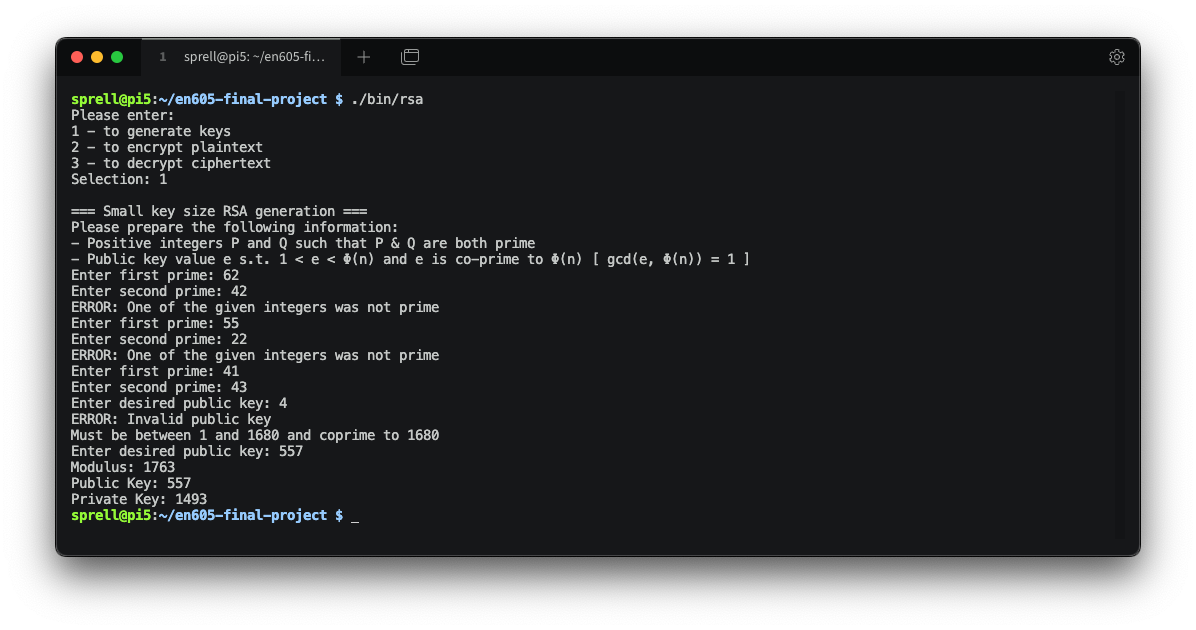 1 sprell@pi5: ~/en605-fi...
sprell@pi5:~/en605-final-project $ ./bin/rsa
Please enter:
1 - to generate keys
2 - to encrypt plaintext
3 - to decrypt ciphertext
Selection: 1
=== Small key size RSA generation ===
Please prepare the following information:
- Positive integers P and Q such that P & Q are both prime
- Public key value e s.t. 1 < e < Φ(n) and e is co-prime to Φ(n) [ gcd(e, Φ(n)) = 1 ]
Enter first prime: 62
Enter second prime: 42
ERROR: One of the given integers was not prime
Enter first prime: 55
Enter second prime: 22
ERROR: One of the given integers was not prime
Enter first prime: 41
Enter second prime: 43
Enter desired public key: 4
ERROR: Invalid public key
Must be between 1 and 1680 and coprime to 1680
Enter desired public key: 557
Modulus: 1763
Public Key: 557
Private Key: 1493
sprell@pi5:~/en605-final-project $ _